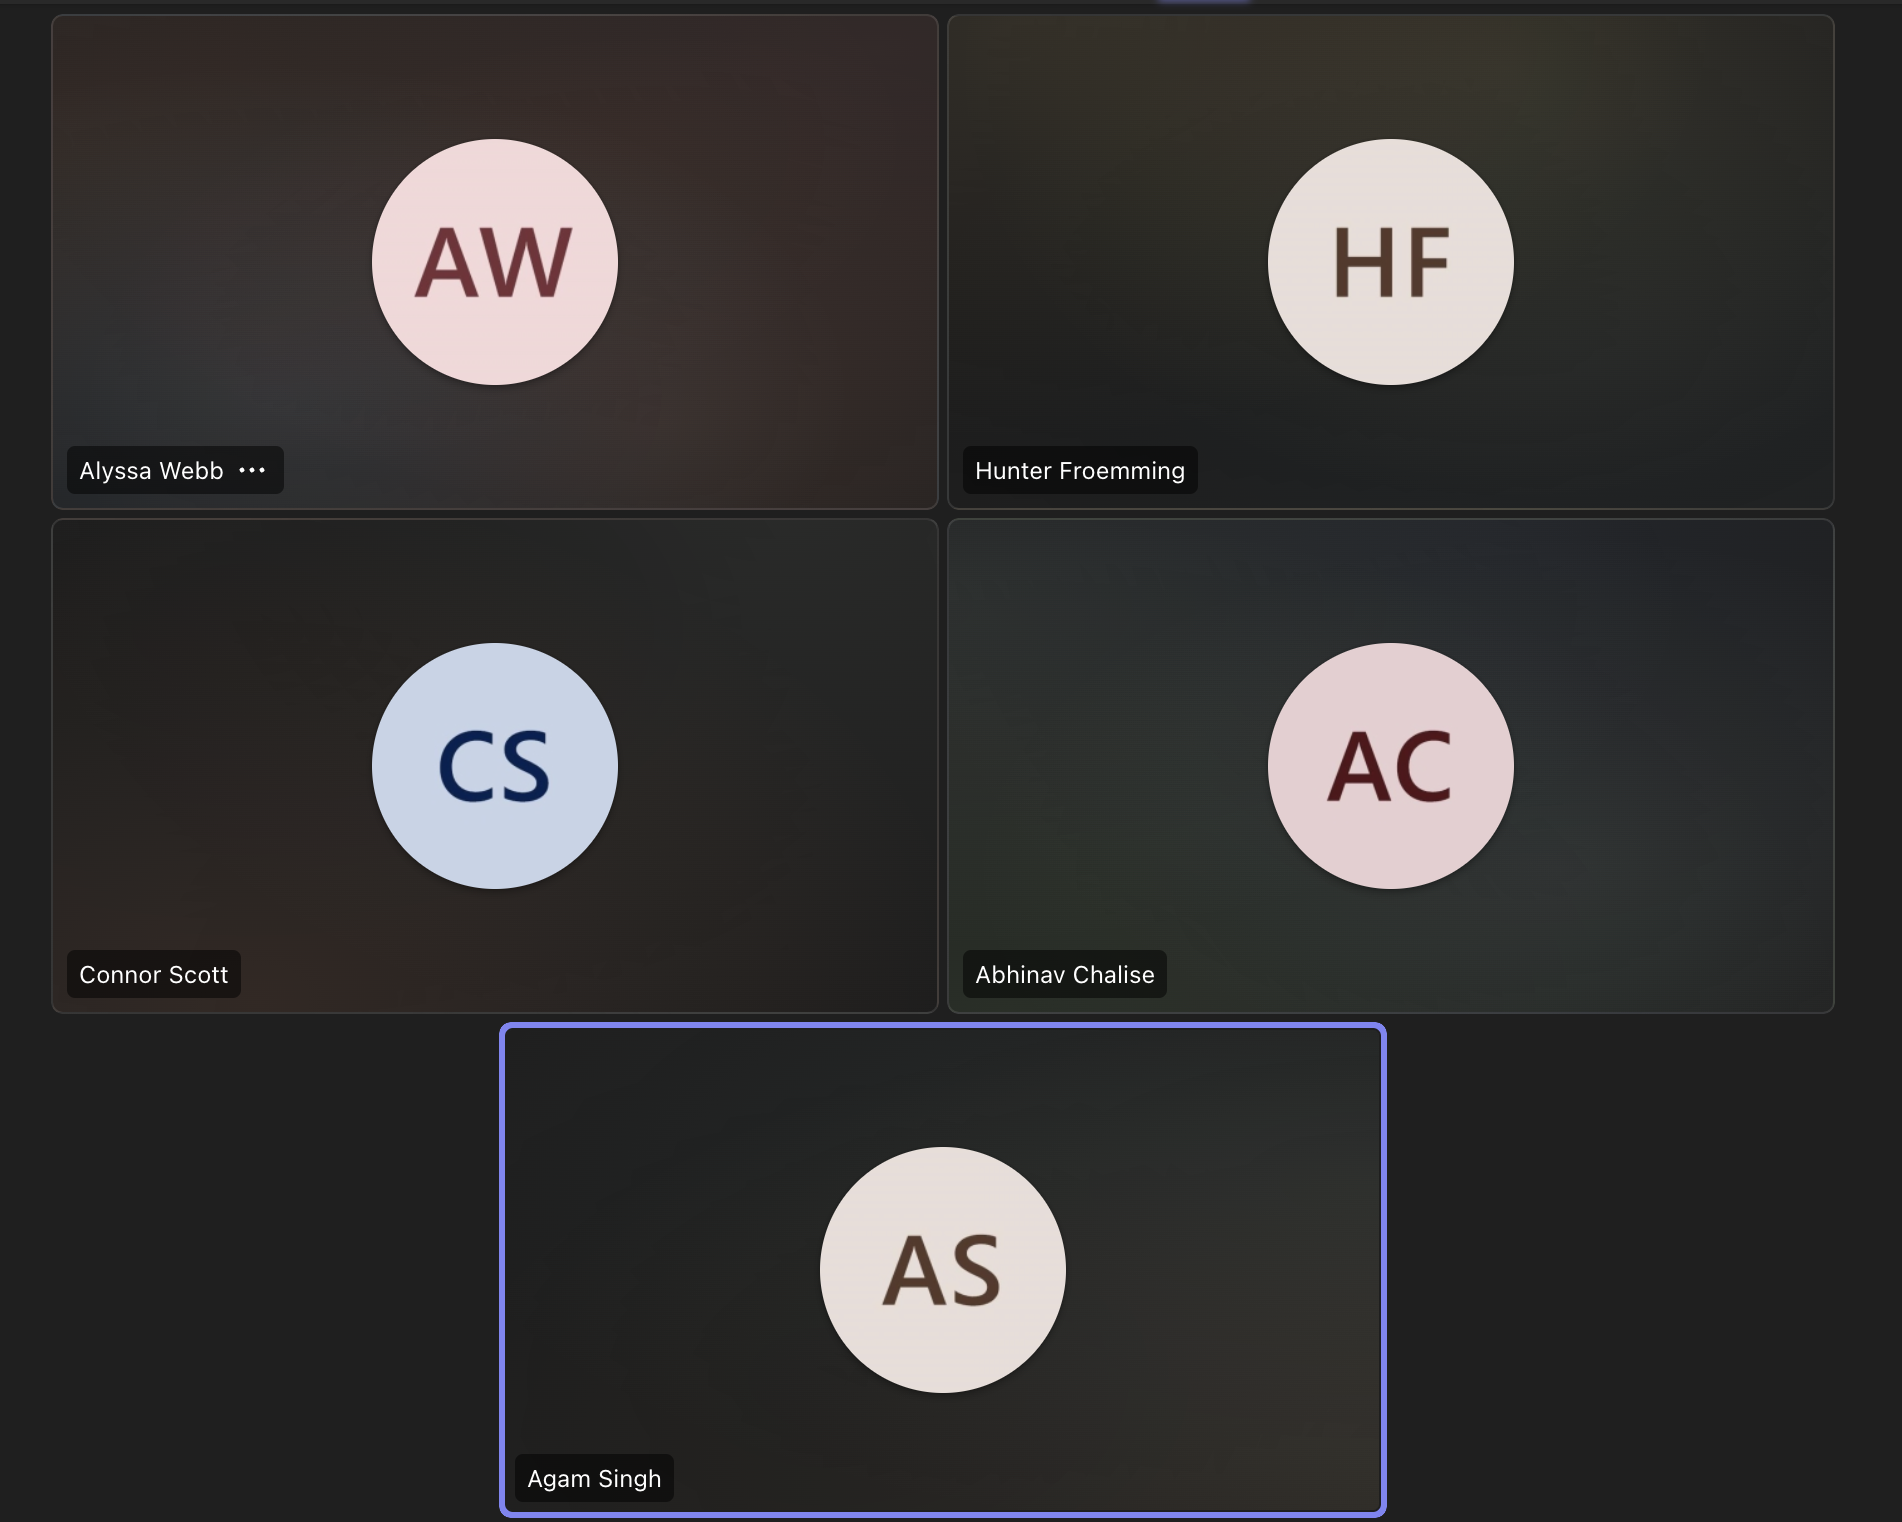 AW
Alyssa Webb •••
HF
Hunter Froemming
CS
Connor Scott
AC
Abhinav Chalise
AS
Agam Singh